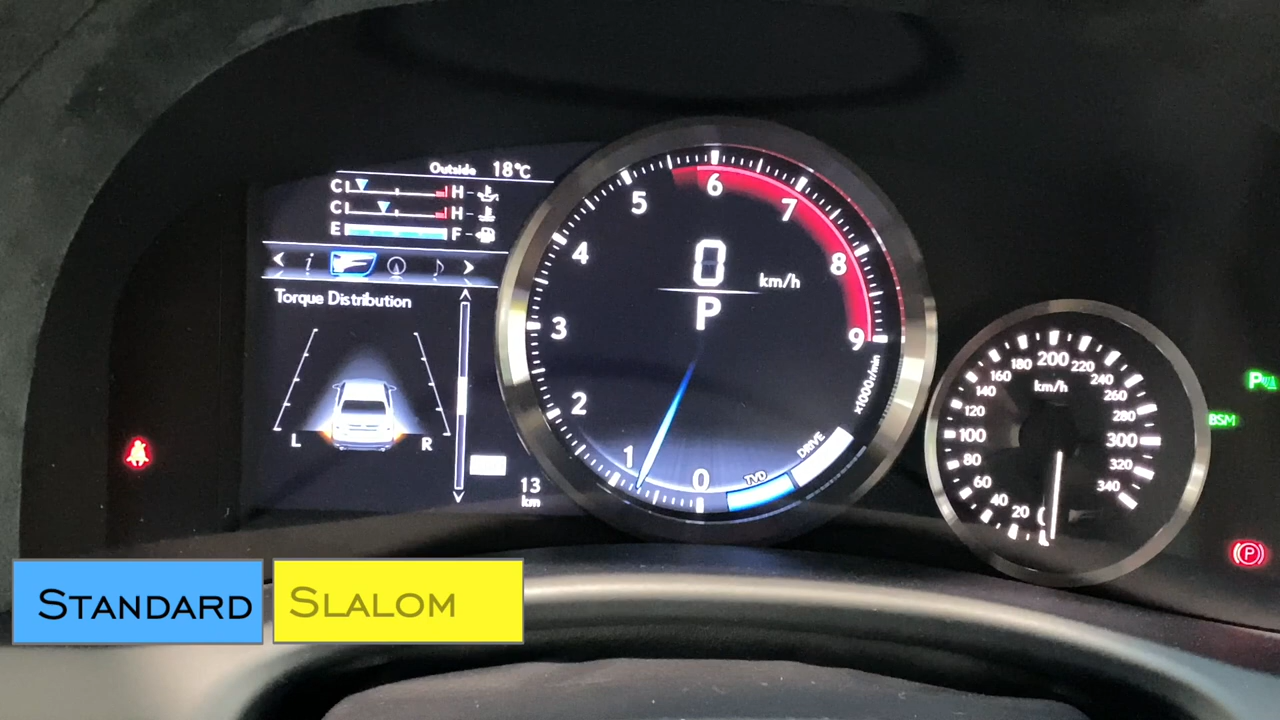 Outside 18°C
C H
C H
E F
Torque Distribution
L R
13
km
0
km/h
P
0
1
2
3
4
5
6
7
8
9
x1000r/min
TVD
DRIVE
0
20
40
60
80
100
120
140
160
180
200
220
240
260
280
300
320
340
km/h
P
BSM
P
STANDARD
SLALOM